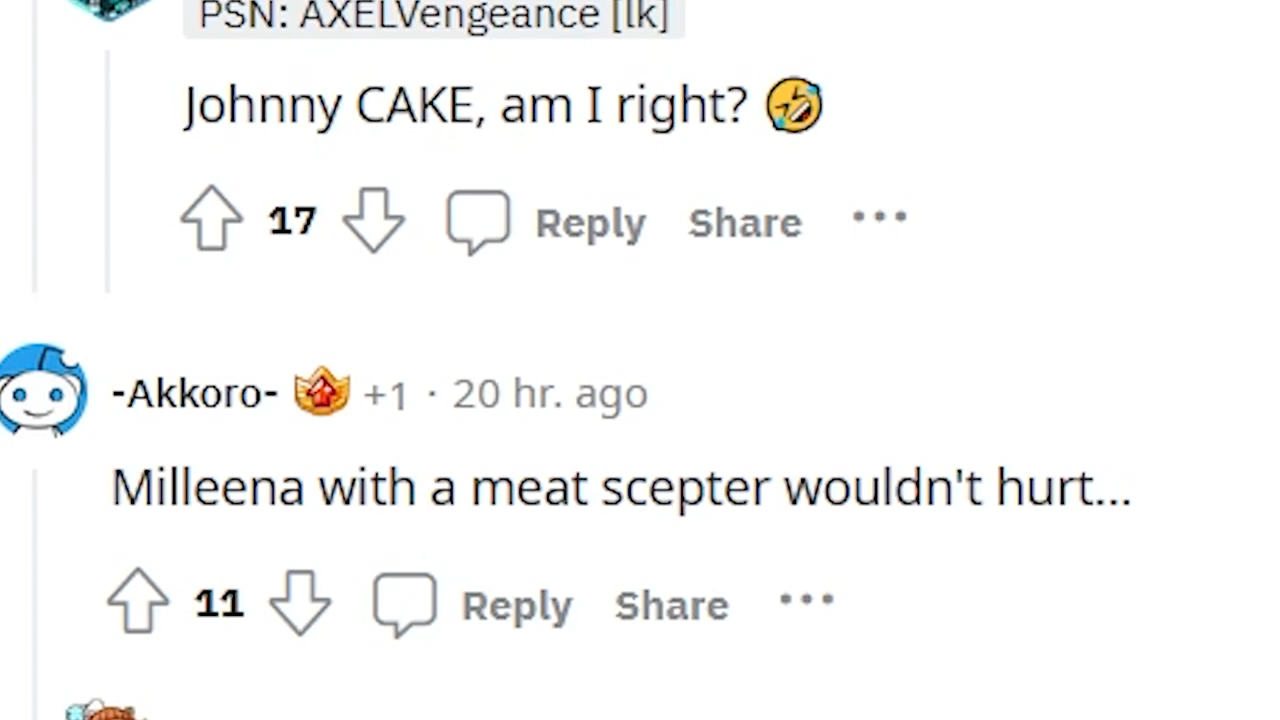 PSN: AXELVengeance [lk]
Johnny CAKE, am I right? 🤣
17 Reply Share ...
-Akkoro- +1 · 20 hr. ago
Milleena with a meat scepter wouldn't hurt...
11 Reply Share ...